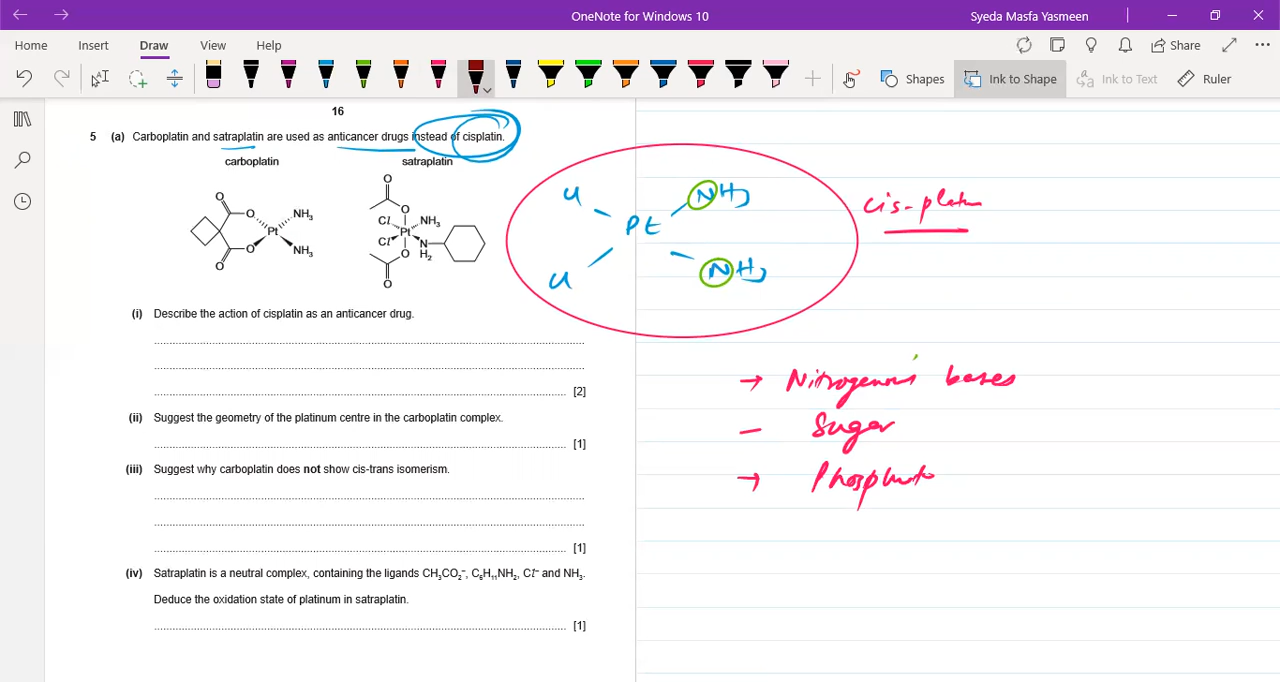 OneNote for Windows 10
Syeda Masfa Yasmeen
Home Insert Draw View Help
Share
Shapes
Ink to Shape
Ink to Text
Ruler
16
5 (a) Carboplatin and satraplatin are used as anticancer drugs instead of cisplatin.
carboplatin
satraplatin
O
O
NH₃
Pt
O
NH₃
O
O
O
Cl
NH₃
Pt
Cl
N
H₂
O
O
Cl
NH₃
Pt
Cl
NH₃
cis-platin
(i) Describe the action of cisplatin as an anticancer drug.
[2]
(ii) Suggest the geometry of the platinum centre in the carboplatin complex.
[1]
(iii) Suggest why carboplatin does not show cis-trans isomerism.
[1]
(iv) Satraplatin is a neutral complex, containing the ligands CH₃CO₂⁻, C₆H₁₁NH₂, Cl⁻ and NH₃.
Deduce the oxidation state of platinum in satraplatin.
[1]
→ Nitrogenous bases
– Sugar
→ Phosphate